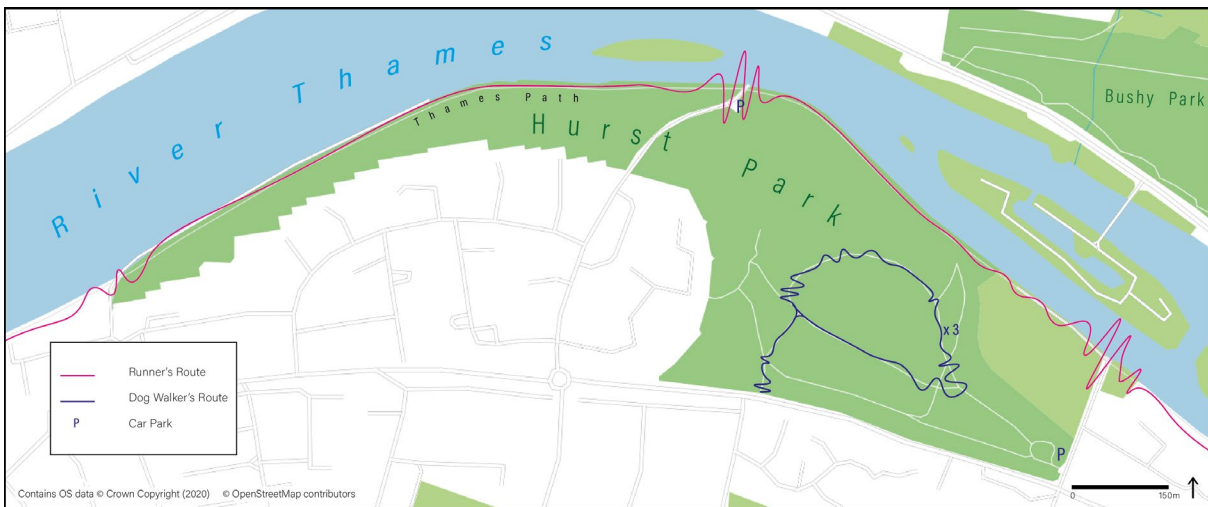 River Thames
Thames Path
Hurst Park
Bushy Park
P
x 3
P
Runner's Route
Dog Walker's Route
P Car Park
Contains OS data © Crown Copyright (2020) © OpenStreetMap contributors
0 150m